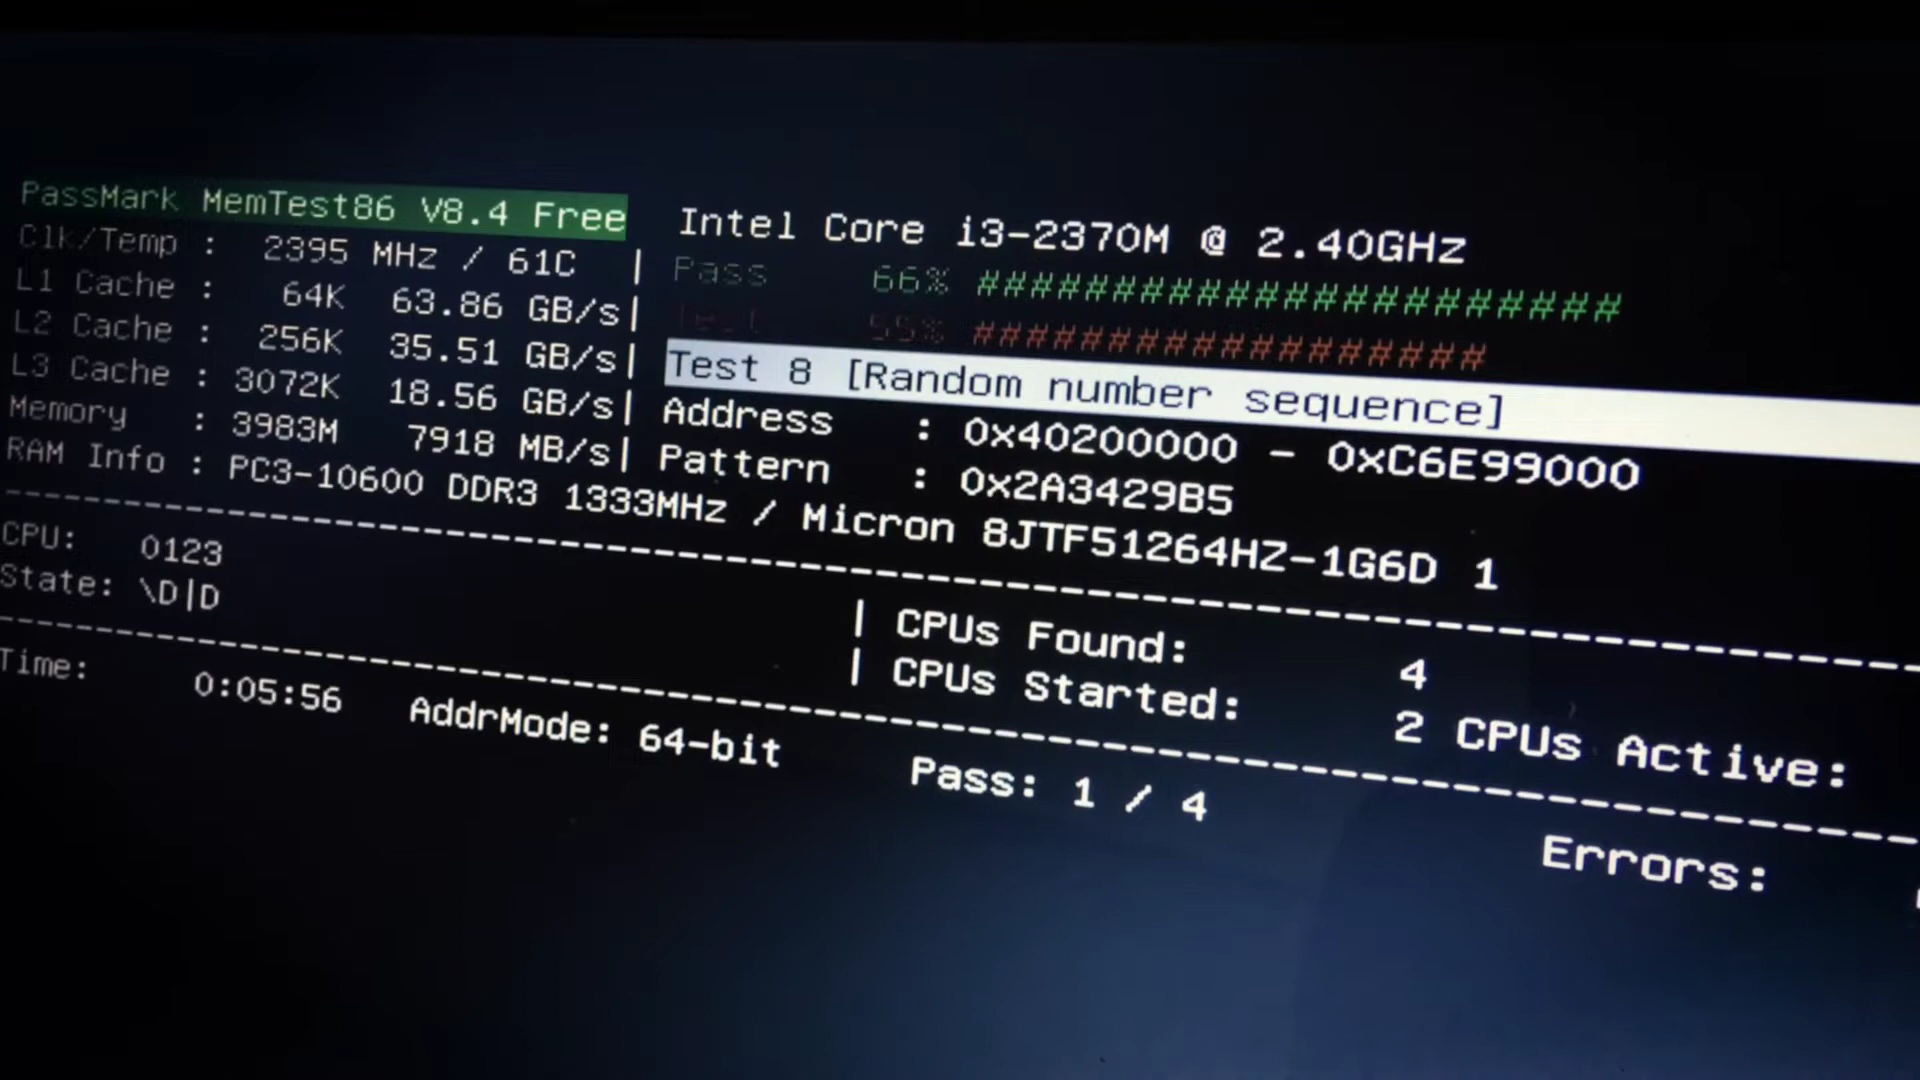 PassMark MemTest86 V8.4 Free Intel Core i3-2370M @ 2.40GHz
Clk/Temp : 2395 MHz / 61C | Pass 66% #######################
L1 Cache : 64K 63.86 GB/s| Test 55% ###################
L2 Cache : 256K 35.51 GB/s| Test 8 [Random number sequence]
L3 Cache : 3072K 18.56 GB/s| Address : 0x40200000 - 0xC6E99000
Memory : 3983M 7918 MB/s| Pattern : 0x2A3429B5
RAM Info : PC3-10600 DDR3 1333MHz / Micron 8JTF51264HZ-1G6D 1
CPU: 0123 | CPUs Found: 4
State: \D|D | CPUs Started: 2 CPUs Active:
Time: 0:05:56 AddrMode: 64-bit Pass: 1 / 4 Errors: